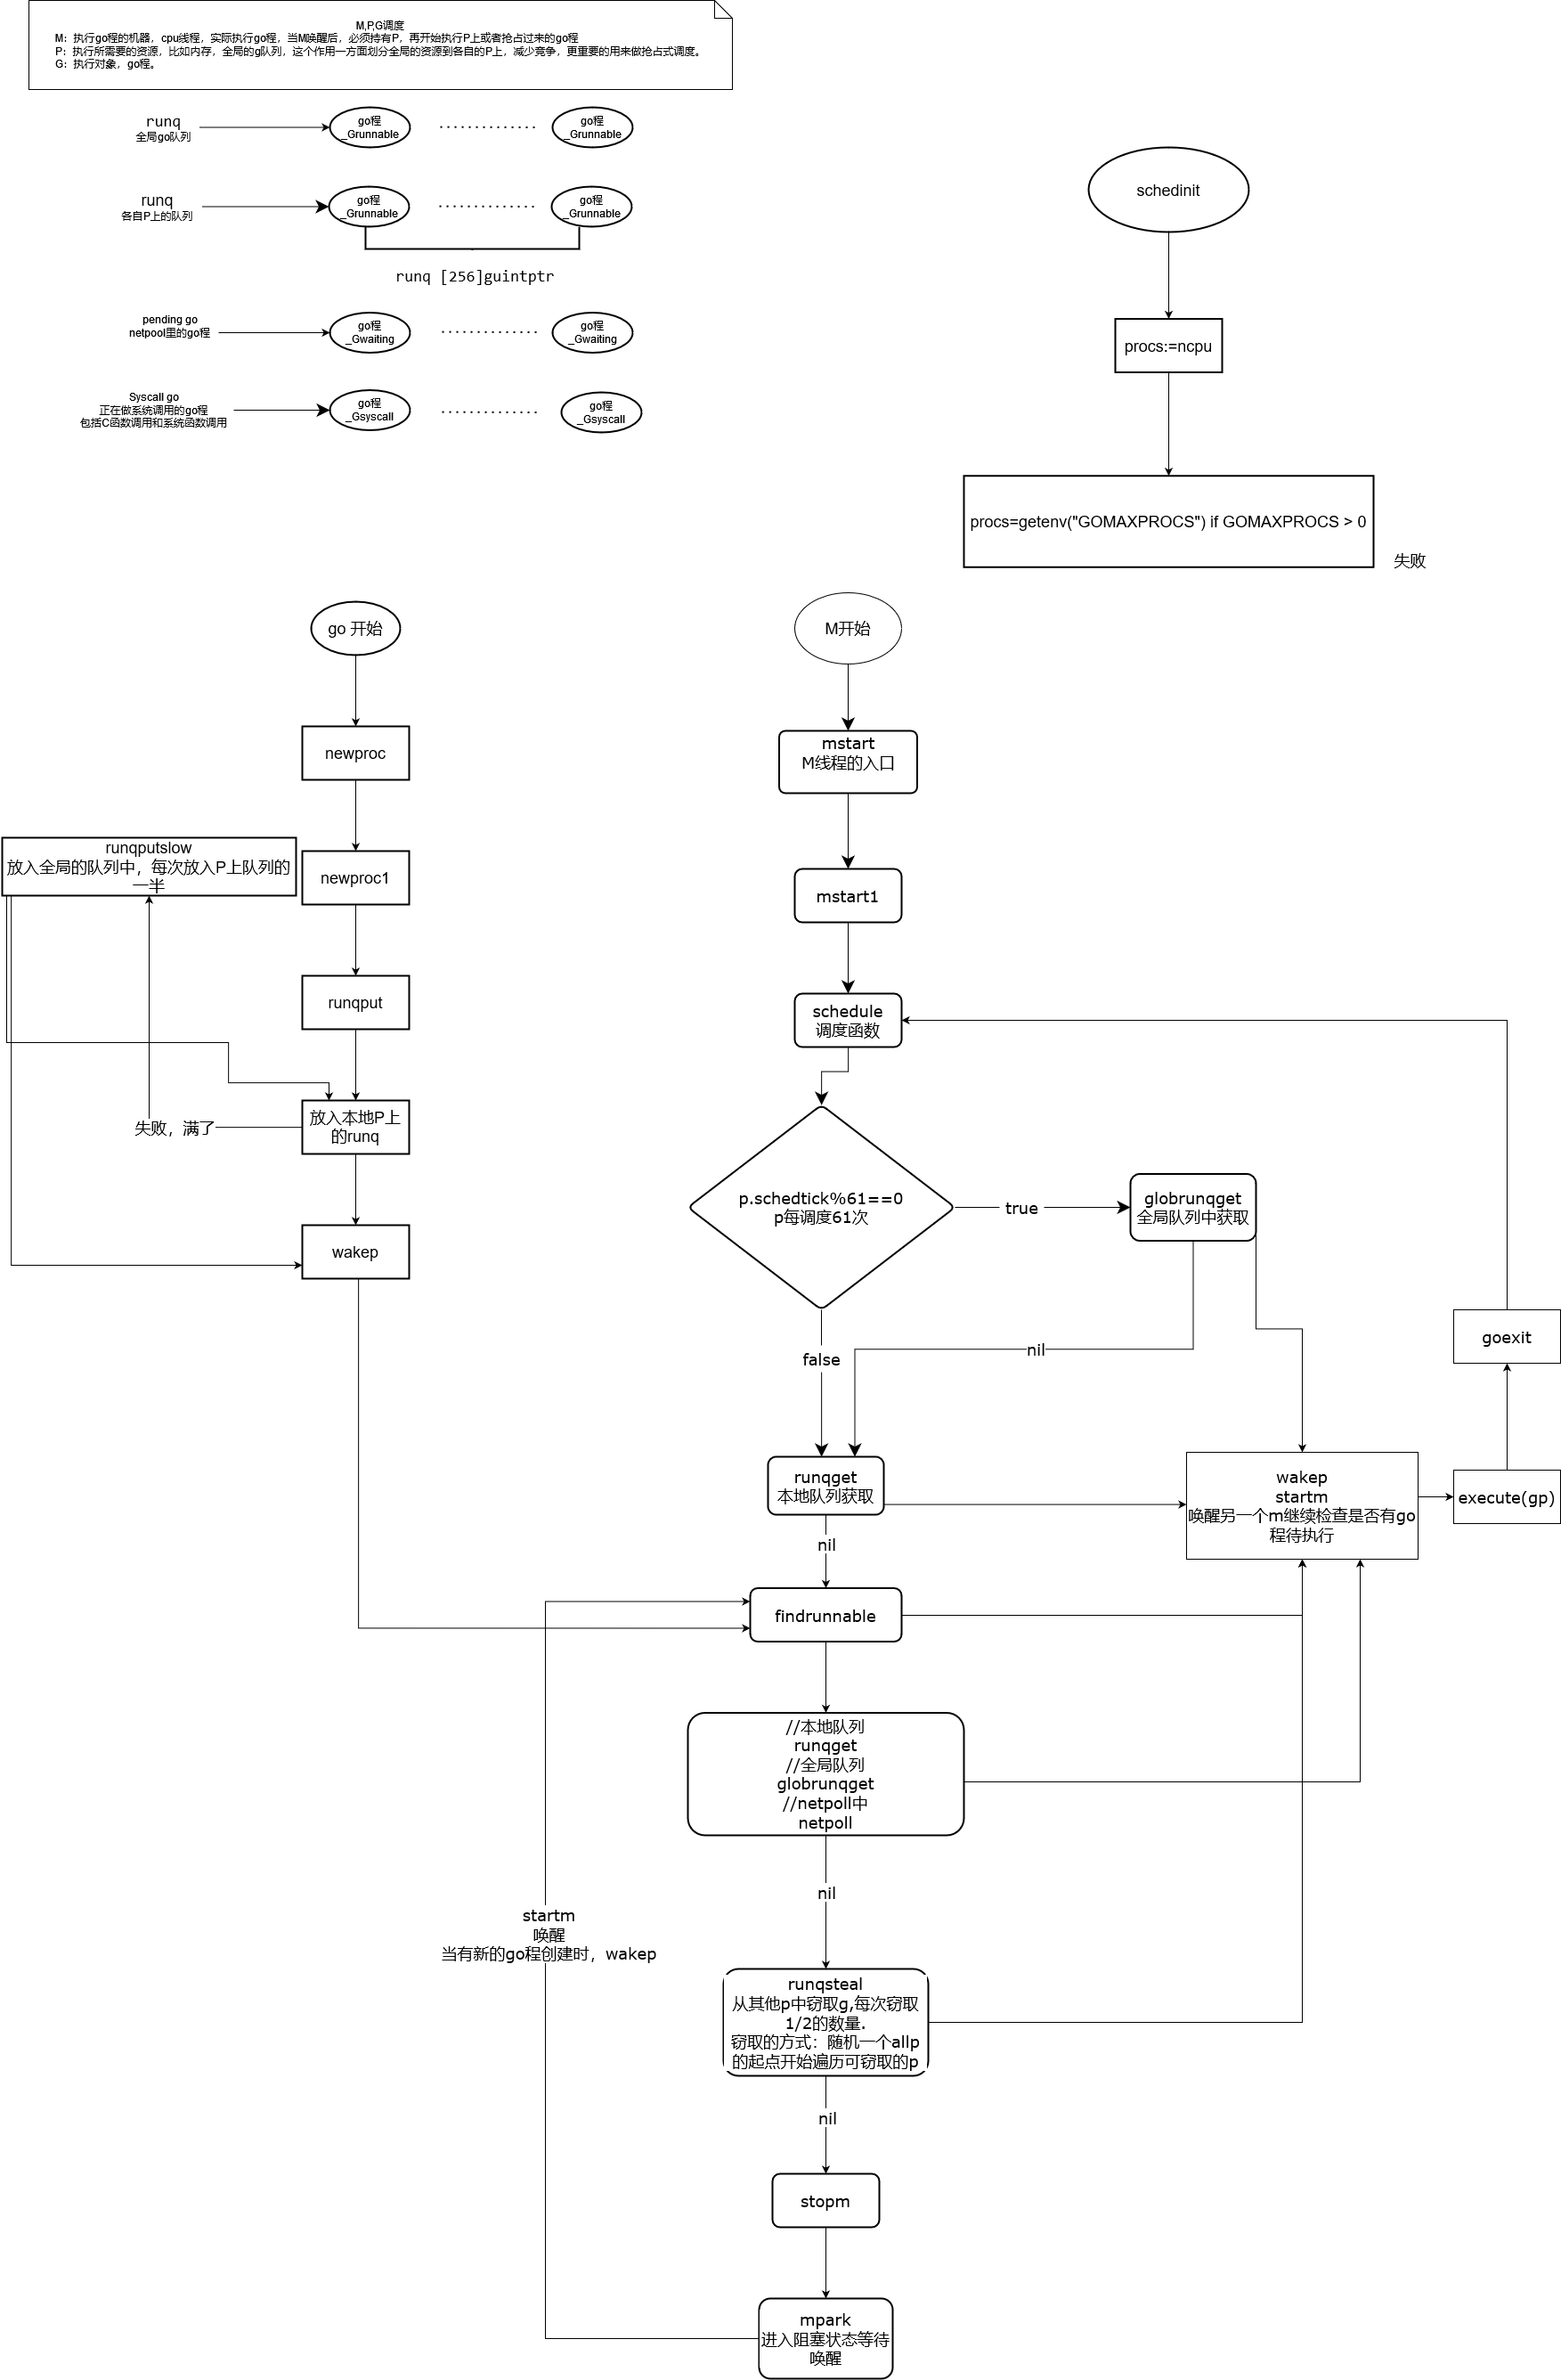 M,P,G调度
M：执行go程的机器，cpu线程，实际执行go程，当M唤醒后，必须持有P，再开始执行P上或者抢占过来的go程
P：执行所需要的资源，比如内存，全局的g队列，这个作用一方面划分全局的资源到各自的P上，减少竞争，更重要的用来做抢占式调度。
G：执行对象，go程。
runq
全局go队列
go程
_Grunnable
go程
_Grunnable
runq
各自P上的队列
go程
_Grunnable
go程
_Grunnable
runq [256]guintptr
pending go
netpool里的go程
go程
_Gwaiting
go程
_Gwaiting
Syscall go
正在做系统调用的go程
包括C函数调用和系统函数调用
go程
_Gsyscall
go程
_Gsyscall
schedinit
procs:=ncpu
procs=getenv("GOMAXPROCS") if GOMAXPROCS > 0
失败
go 开始
newproc
newproc1
runqputslow
放入全局的队列中，每次放入P上队列的
一半
runqput
放入本地P上
的runq
失败，满了
wakep
M开始
mstart
M线程的入口
mstart1
schedule
调度函数
p.schedtick%61==0
p每调度61次
true
globrunqget
全局队列中获取
false
nil
goexit
runqget
本地队列获取
wakep
startm
唤醒另一个m继续检查是否有go
程待执行
execute(gp)
nil
findrunnable
//本地队列
runqget
//全局队列
globrunqget
//netpoll中
netpoll
nil
startm
唤醒
当有新的go程创建时，wakep
runqsteal
从其他p中窃取g,每次窃取
1/2的数量.
窃取的方式：随机一个allp
的起点开始遍历可窃取的p
nil
stopm
mpark
进入阻塞状态等待
唤醒